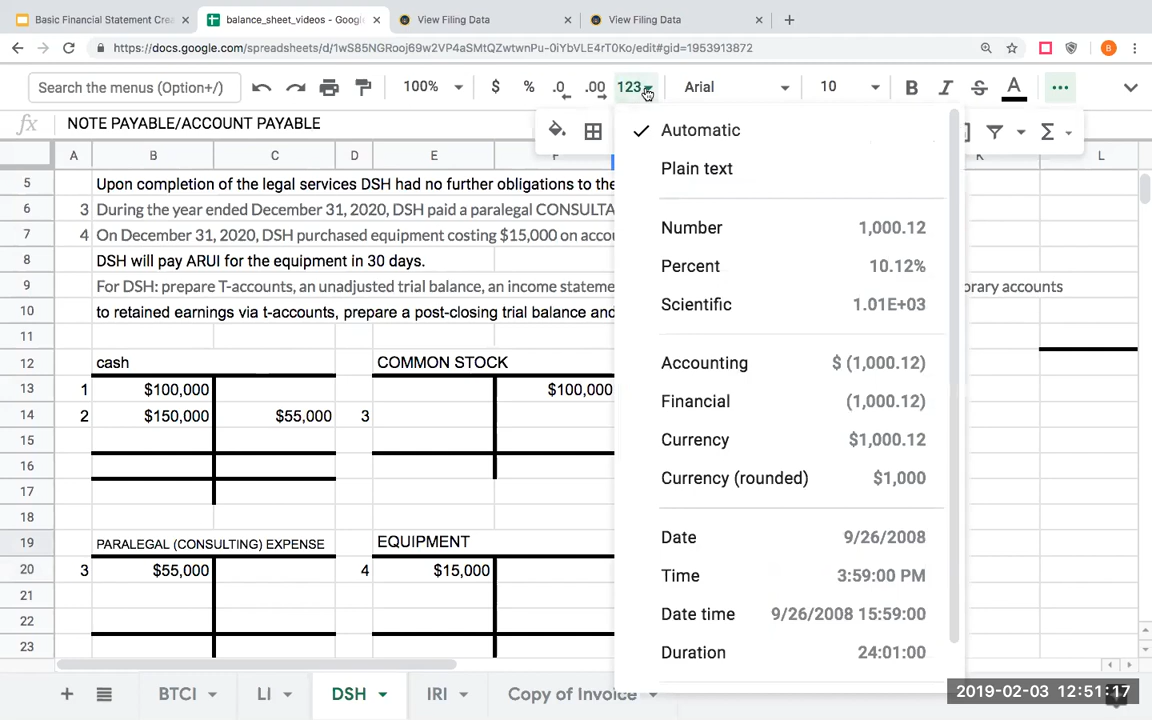 Basic Financial Statement Crea
balance_sheet_videos - Google
View Filing Data
View Filing Data
https://docs.google.com/spreadsheets/d/1wS85NGRooj69w2VP4aSMtQZwtwnPu-0iYbVLE4rT0Ko/edit#gid=1953913872
Search the menus (Option+/)
100%
$
%
.0
.00
123
Arial
10
B
I
S
A
fx
NOTE PAYABLE/ACCOUNT PAYABLE
A B C D E F K L
5 Upon completion of the legal services DSH had no further obligations to the
6 3 During the year ended December 31, 2020, DSH paid a paralegal CONSULTA
7 4 On December 31, 2020, DSH purchased equipment costing $15,000 on accou
8 DSH will pay ARUI for the equipment in 30 days.
9 For DSH: prepare T-accounts, an unadjusted trial balance, an income stateme orary accounts
10 to retained earnings via t-accounts, prepare a post-closing trial balance and
11
12 cash COMMON STOCK
13 1 $100,000 $100,000
14 2 $150,000 $55,000 3
15
16
17
18
19 PARALEGAL (CONSULTING) EXPENSE EQUIPMENT
20 3 $55,000 4 $15,000
21
22
23
Automatic
Plain text
Number 1,000.12
Percent 10.12%
Scientific 1.01E+03
Accounting $ (1,000.12)
Financial (1,000.12)
Currency $1,000.12
Currency (rounded) $1,000
Date 9/26/2008
Time 3:59:00 PM
Date time 9/26/2008 15:59:00
Duration 24:01:00
BTCI
LI
DSH
IRI
Copy of Invoice
2019-02-03 12:51:17